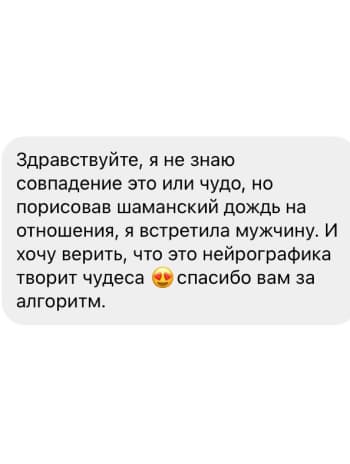 Здравствуйте, я не знаю
совпадение это или чудо, но
порисовав шаманский дождь на
отношения, я встретила мужчину. И
хочу верить, что это нейрографика
творит чудеса 😍 спасибо вам за
алгоритм.